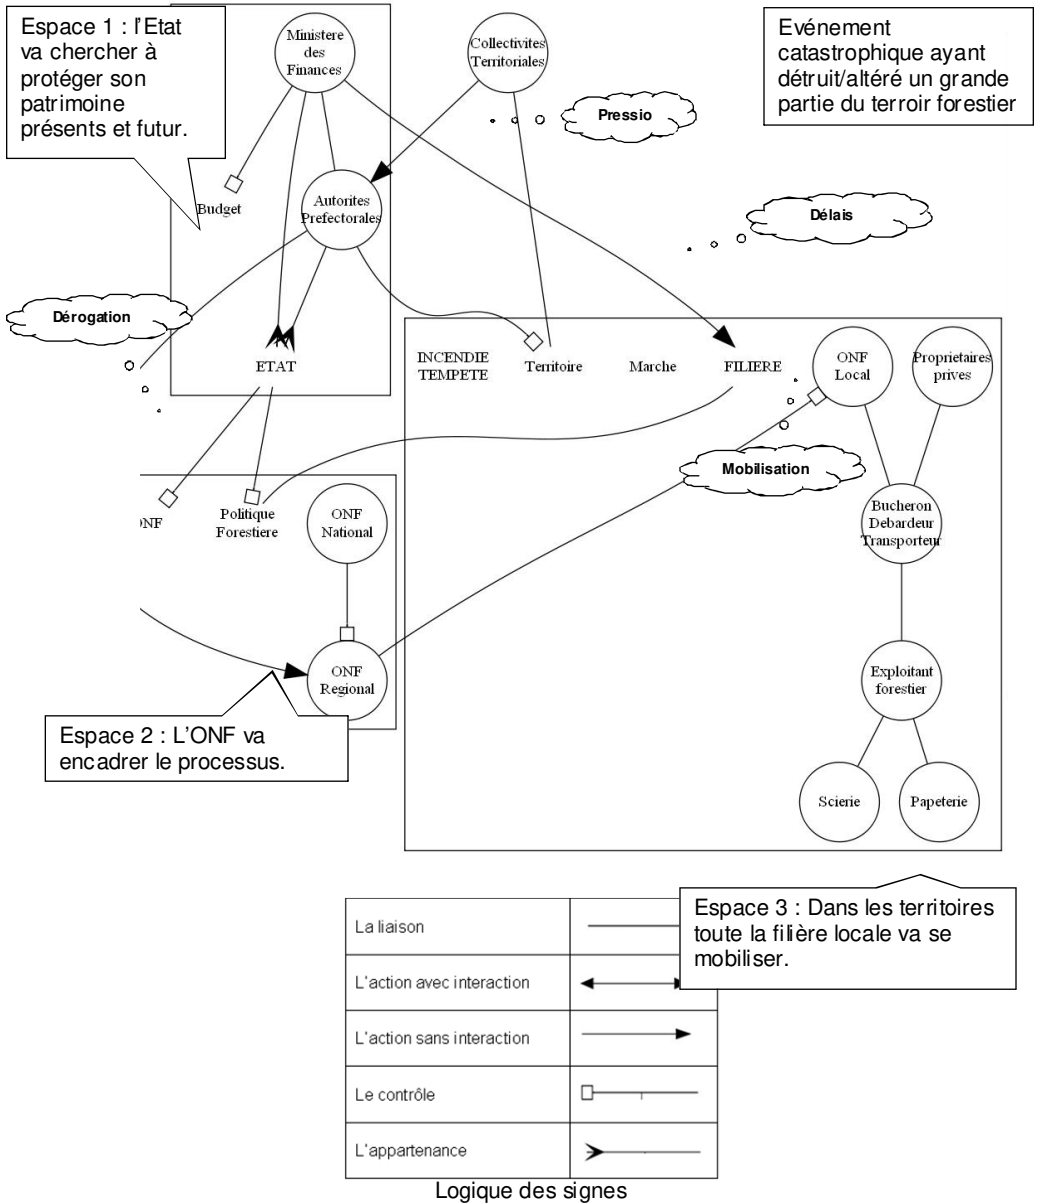 Espace 1 : l'Etat
va chercher à
protéger son
patrimoine
présents et futur.
Ministere
des
Finances
Collectivites
Territoriales
Evénement
catastrophique ayant
détruit/altéré un grande
partie du terroir forestier
Pressio
Budget
Autorites
Prefectorales
Délais
Dérogation
ETAT
INCENDIE
TEMPETE
Territoire
Marche
FILIERE
ONF
Local
Proprietaires
prives
Mobilisation
NF
Politique
Forestiere
ONF
National
Bucheron
Debardeur
Transporteur
ONF
Regional
Exploitant
forestier
Espace 2 : L'ONF va
encadrer le processus.
Scierie
Papeterie
Espace 3 : Dans les territoires
toute la filière locale va se
mobiliser.
La liaison
L'action avec interaction
L'action sans interaction
Le contrôle
L'appartenance
Logique des signes